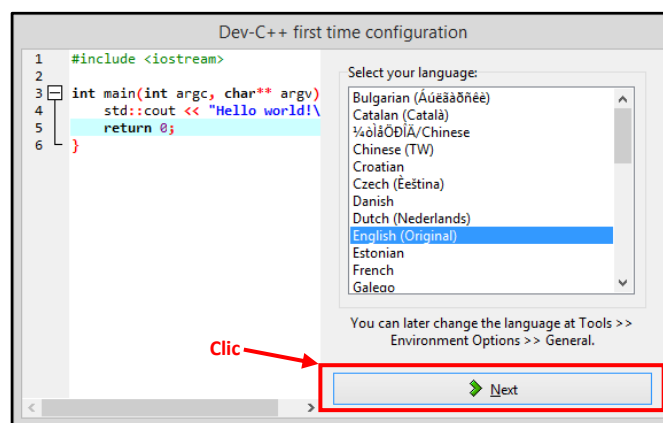 Dev-C++ first time configuration
1 #include <iostream>
2
3 int main(int argc, char** argv)
4 std::cout << "Hello world!\
5 return 0;
6 }
Select your language:
Bulgarian (Áúëãàðñêè)
Catalan (Català)
¼òÌåÖÐÎÄ/Chinese
Chinese (TW)
Croatian
Czech (Èeština)
Danish
Dutch (Nederlands)
English (Original)
Estonian
French
Galego
You can later change the language at Tools >>
Environment Options >> General.
Clic
Next